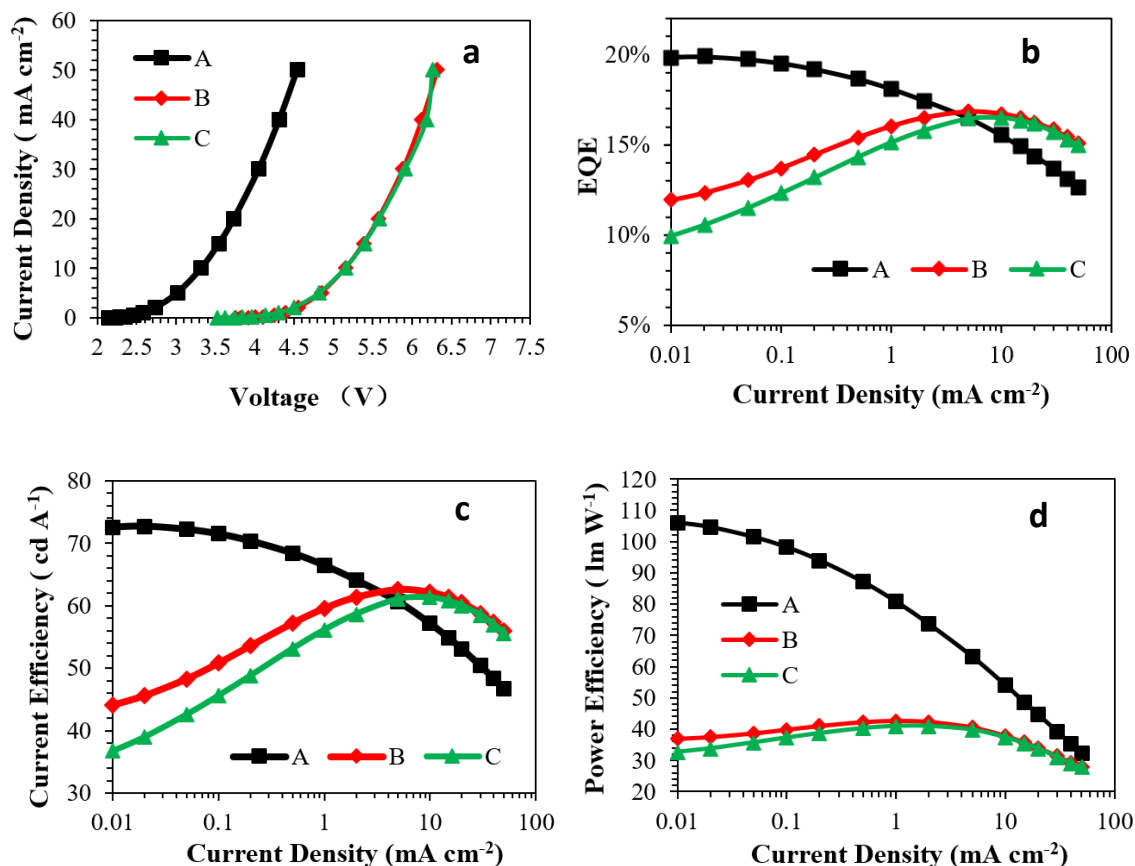 a
Current Density ( mA cm-2)
60
50
40
30
20
10
0
A
B
C
2 2.5 3 3.5 4 4.5 5 5.5 6 6.5 7 7.5
Voltage （V）
b
EQE
20%
15%
10%
5%
A B C
0.01 0.1 1 10 100
Current Density (mA cm-2)
c
Current Efficiency ( cd A-1)
80
70
60
50
40
30
A B C
0.01 0.1 1 10 100
Current Density (mA cm-2)
d
Power Efficiency ( lm W-1)
120
110
100
90
80
70
60
50
40
30
20
A
B
C
0.01 0.1 1 10 100
Current Density (mA cm-2)